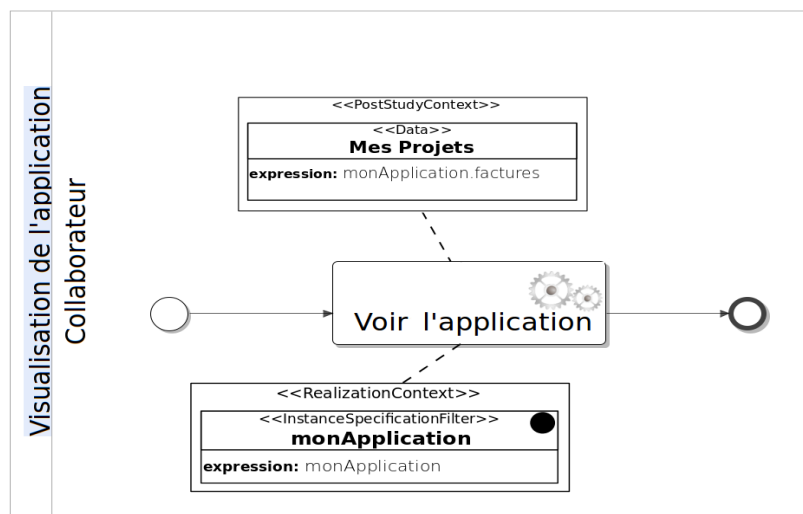 Visualisation de l'application
Collaborateur
<<PostStudyContext>>
<<Data>>
Mes Projets
expression: monApplication.factures
Voir l'application
<<RealizationContext>>
<<InstanceSpecificationFilter>>
monApplication
expression: monApplication